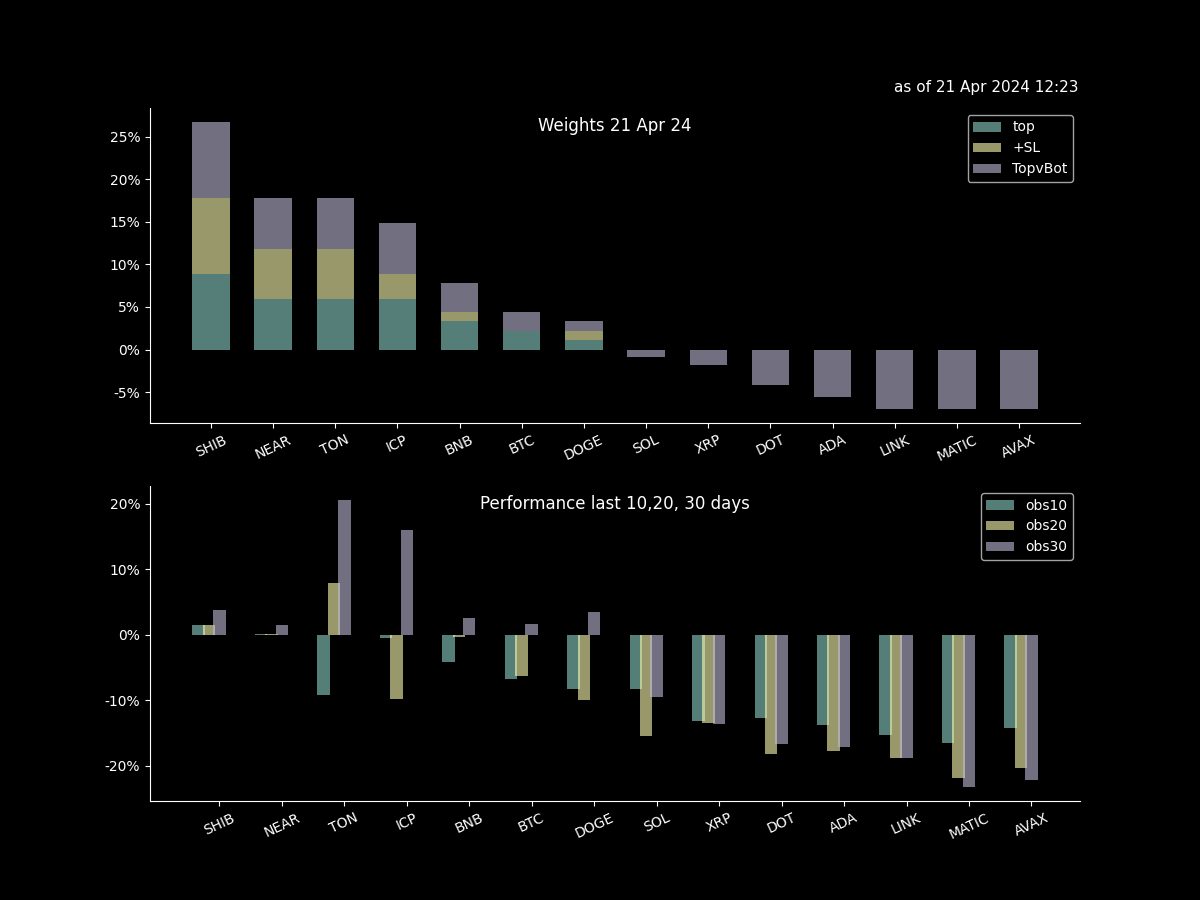 as of 21 Apr 2024 12:23
Weights 21 Apr 24
top
+SL
TopvBot
25%
20%
15%
10%
5%
0%
-5%
SHIB NEAR TON ICP BNB BTC DOGE SOL XRP DOT ADA LINK MATIC AVAX
Performance last 10,20, 30 days
obs10
obs20
obs30
20%
10%
0%
-10%
-20%
SHIB NEAR TON ICP BNB BTC DOGE SOL XRP DOT ADA LINK MATIC AVAX